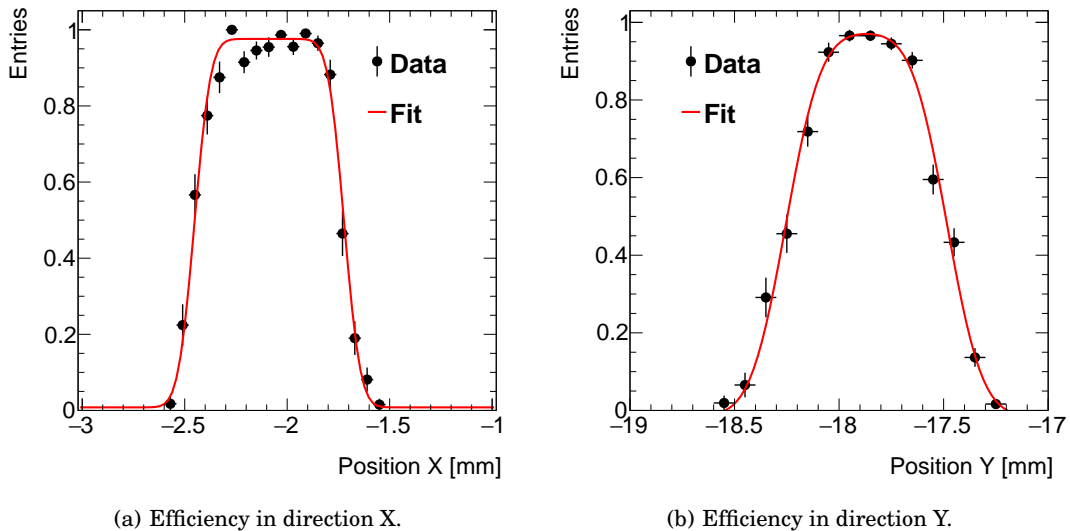 Entries
1
0.8
0.6
0.4
0.2
0
Data
Fit
−3 −2.5 −2 −1.5 −1
Position X [mm]
(a) Efficiency in direction X.
Entries
1
0.8
0.6
0.4
0.2
0
Data
Fit
−19 −18.5 −18 −17.5 −17
Position Y [mm]
(b) Efficiency in direction Y.